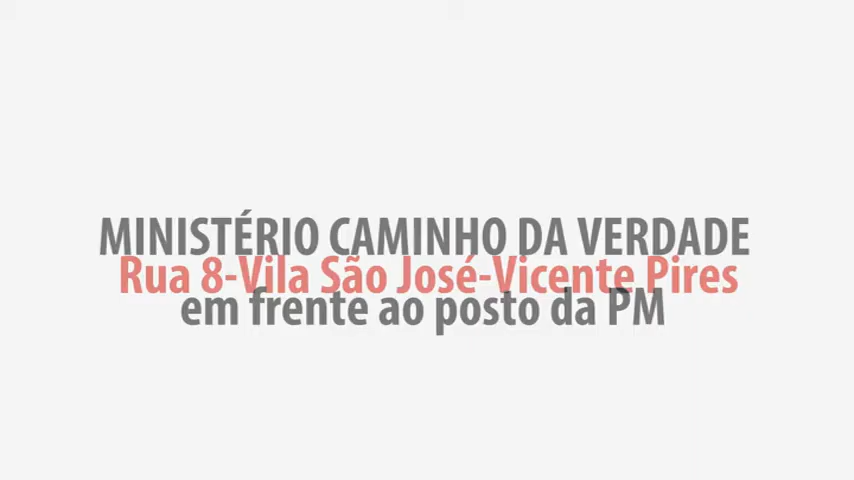 MINISTÉRIO CAMINHO DA VERDADE
Rua 8-Vila São José-Vicente Pires
em frente ao posto da PM